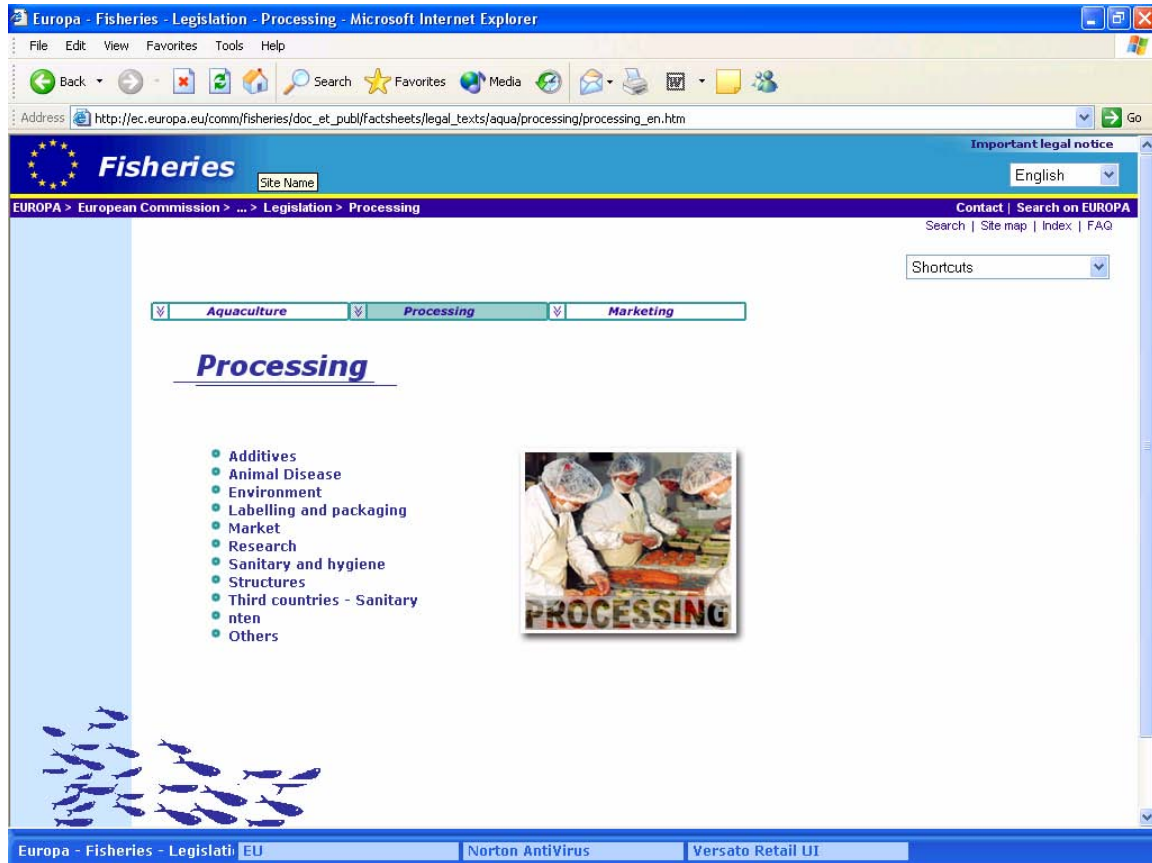 Europa - Fisheries - Legislation - Processing - Microsoft Internet Explorer
File Edit View Favorites Tools Help
Back Search Favorites Media
Address http://ec.europa.eu/comm/fisheries/doc_et_publ/factsheets/legal_texts/aqua/processing/processing_en.htm Go
Important legal notice
Fisheries
Site Name
English
EUROPA > European Commission > ... > Legislation > Processing Contact | Search on EUROPA
Search | Site map | Index | FAQ
Shortcuts
Aquaculture Processing Marketing
Processing
Additives
Animal Disease
Environment
Labelling and packaging
Market
Research
Sanitary and hygiene
Structures
Third countries - Sanitary
nten
Others
PROCESSING
Europa - Fisheries - Legislati EU Norton AntiVirus Versato Retail UI